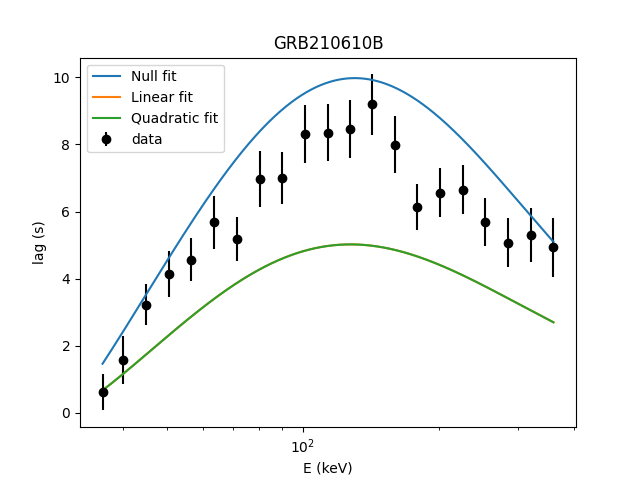 GRB210610B
Null fit
Linear fit
Quadratic fit
data
10
8
6
4
2
0
lag (s)
10²
E (keV)